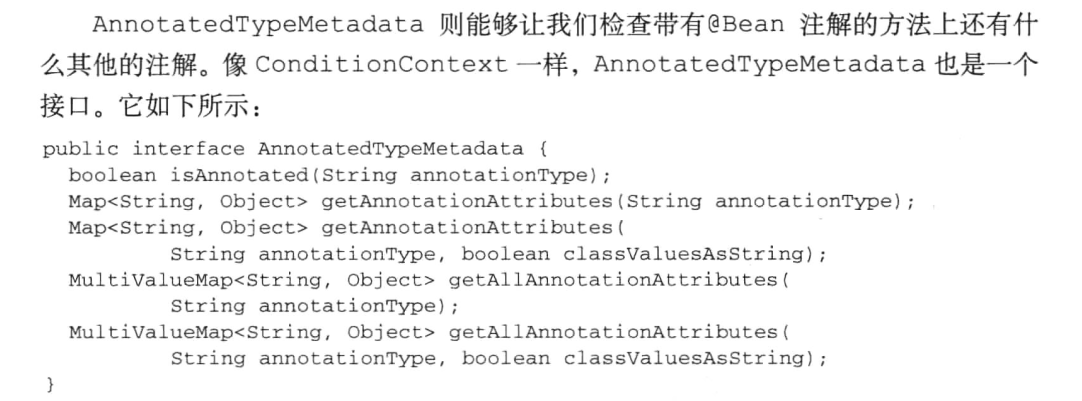 AnnotatedTypeMetadata 则能够让我们检查带有@Bean 注解的方法上还有什
么其他的注解。像 ConditionContext 一样，AnnotatedTypeMetadata 也是一个
接口。它如下所示：
public interface AnnotatedTypeMetadata {
  boolean isAnnotated(String annotationType);
  Map<String, Object> getAnnotationAttributes(String annotationType);
  Map<String, Object> getAnnotationAttributes(
          String annotationType, boolean classValuesAsString);
  MultiValueMap<String, Object> getAllAnnotationAttributes(
          String annotationType);
  MultiValueMap<String, Object> getAllAnnotationAttributes(
          String annotationType, boolean classValuesAsString);
}